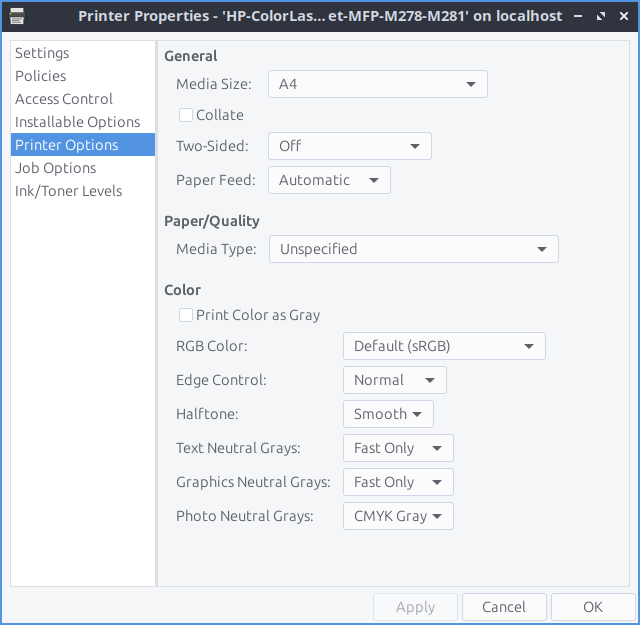 Printer Properties - 'HP-ColorLas...et-MFP-M278-M281' on localhost
Settings
Policies
Access Control
Installable Options
Printer Options
Job Options
Ink/Toner Levels
General
Media Size: A4
Collate
Two-Sided: Off
Paper Feed: Automatic
Paper/Quality
Media Type: Unspecified
Color
Print Color as Gray
RGB Color: Default (sRGB)
Edge Control: Normal
Halftone: Smooth
Text Neutral Grays: Fast Only
Graphics Neutral Grays: Fast Only
Photo Neutral Grays: CMYK Gray
Apply Cancel OK